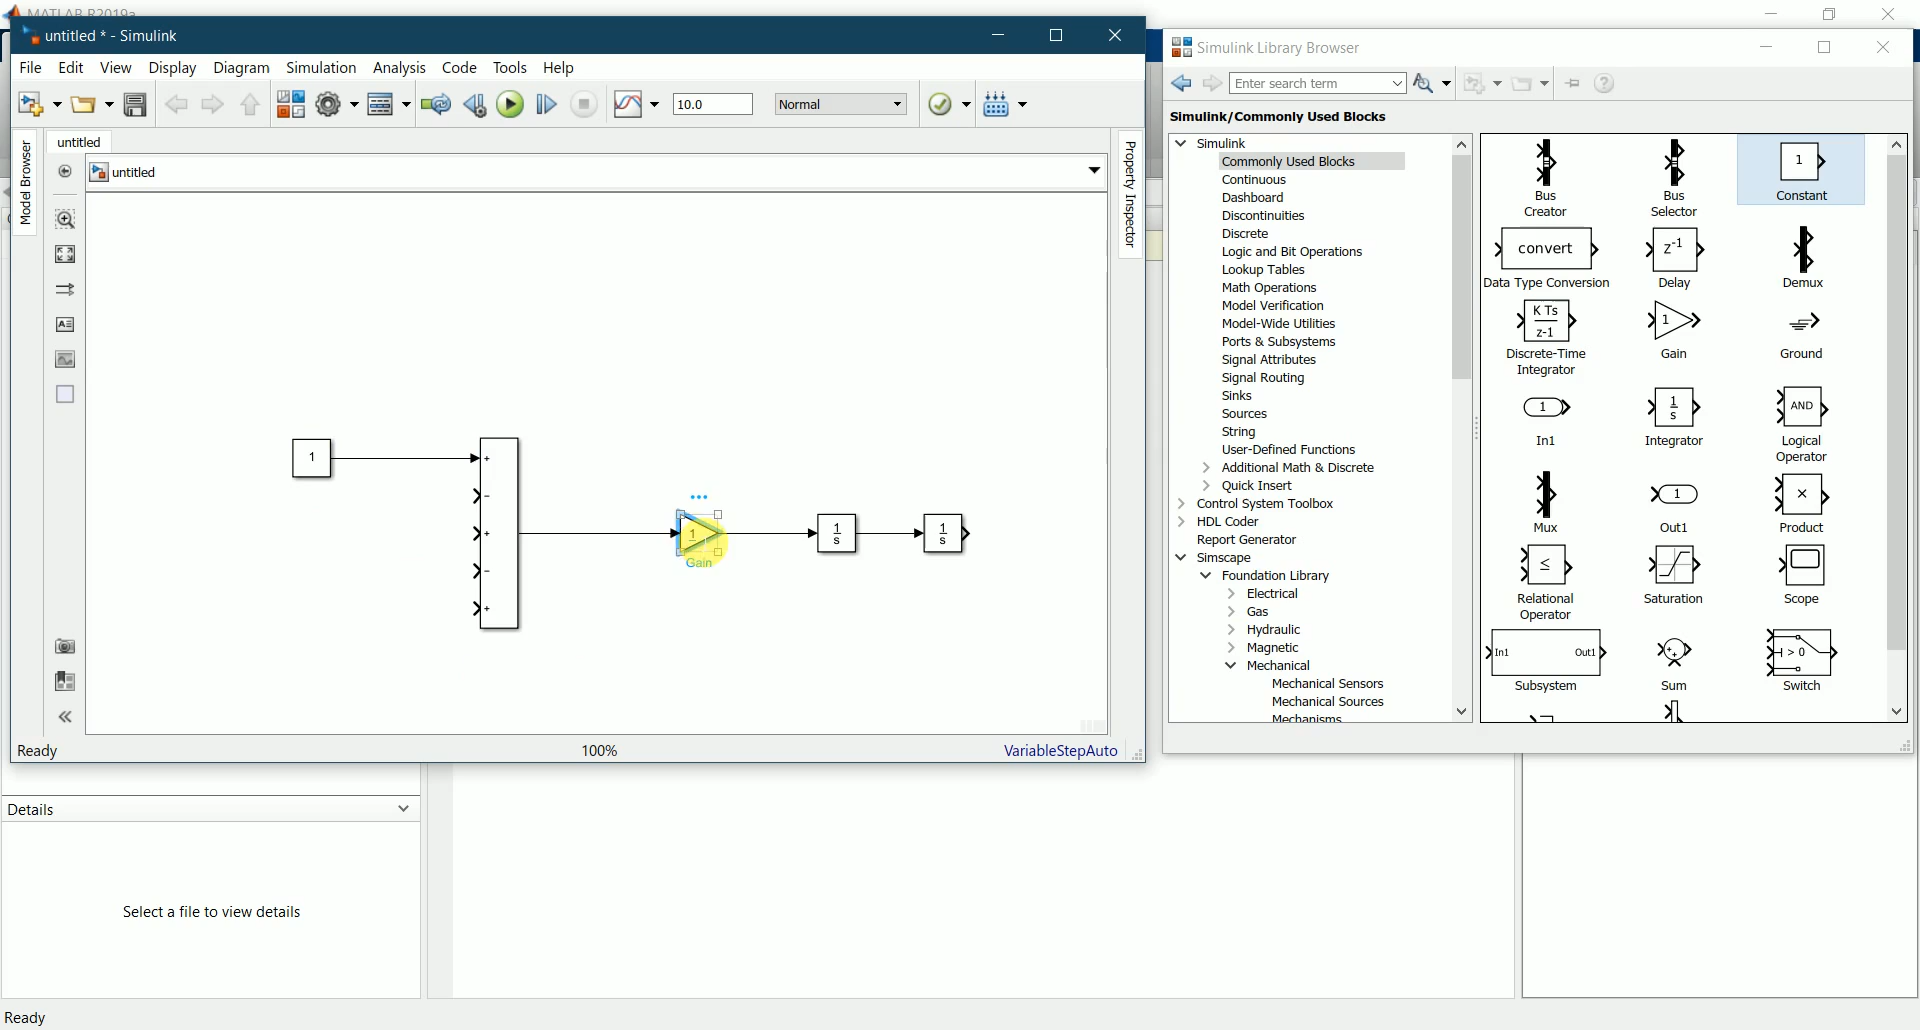 MATLAB R2019a
untitled * - Simulink
File Edit View Display Diagram Simulation Analysis Code Tools Help
10.0
Normal
Model Browser
untitled
untitled
Property Inspector
1
+
-
+
-
+
1
Gain
1
s
1
s
Ready
100%
VariableStepAuto
Simulink Library Browser
Enter search term
Simulink/Commonly Used Blocks
Simulink
Commonly Used Blocks
Continuous
Dashboard
Discontinuities
Discrete
Logic and Bit Operations
Lookup Tables
Math Operations
Model Verification
Model-Wide Utilities
Ports & Subsystems
Signal Attributes
Signal Routing
Sinks
Sources
String
User-Defined Functions
Additional Math & Discrete
Quick Insert
Control System Toolbox
HDL Coder
Report Generator
Simscape
Foundation Library
Electrical
Gas
Hydraulic
Magnetic
Mechanical
Mechanical Sensors
Mechanical Sources
Mechanisms
Bus
Creator
Bus
Selector
1
Constant
convert
Data Type Conversion
z-1
Delay
Demux
K Ts
z-1
Discrete-Time
Integrator
1
Gain
Ground
1
In1
1
s
Integrator
AND
Logical
Operator
Mux
1
Out1
×
Product
≤
Relational
Operator
Saturation
Scope
In1 Out1
Subsystem
+
+
Sum
> 0
Switch
Details
Select a file to view details
Ready